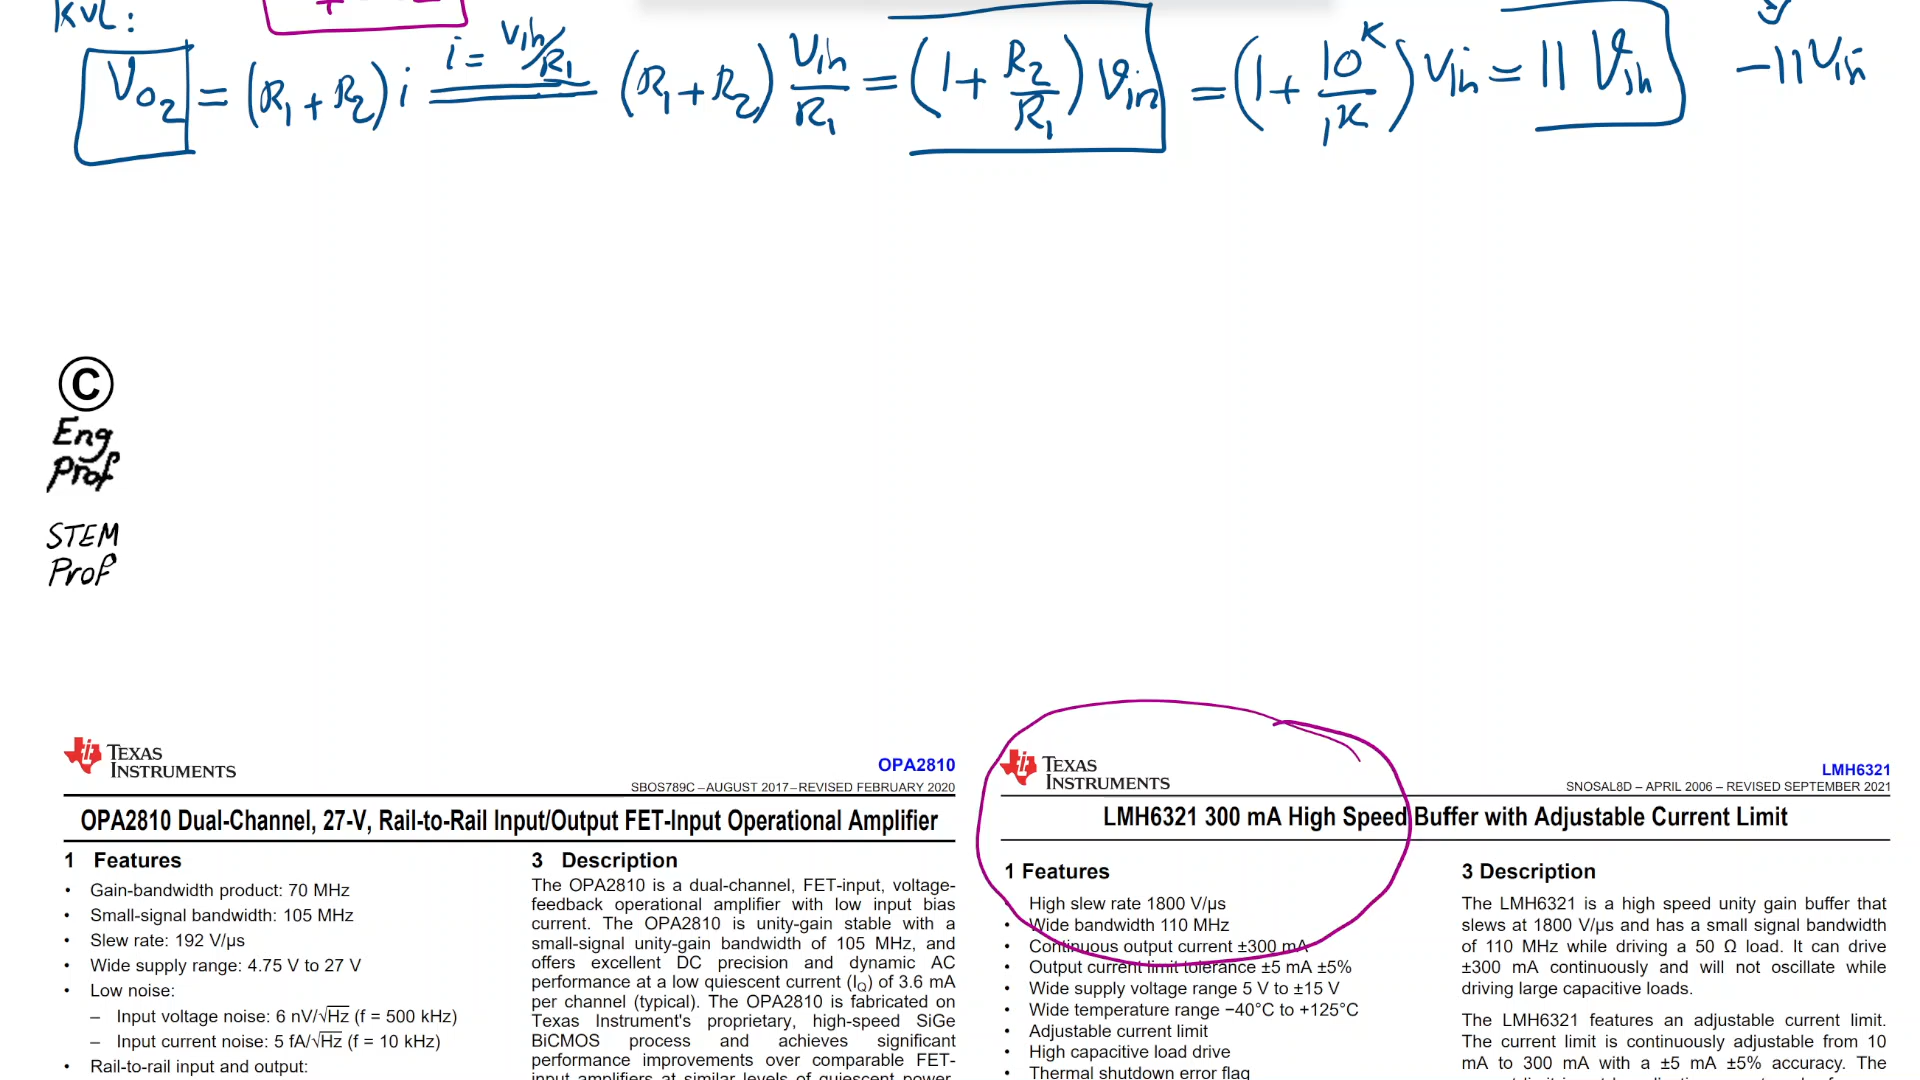 KVL:
Vo2 = (R1 + R2) i i = Vin/R1 (R1 + R2) Vin/R1 = (1 + R2/R1) Vin = (1 + 10K/1K) Vin = 11 Vin -11 Vin
©
Eng
Prof
STEM
Prof
TEXAS
INSTRUMENTS
OPA2810
SBOS789C – AUGUST 2017 – REVISED FEBRUARY 2020
OPA2810 Dual-Channel, 27-V, Rail-to-Rail Input/Output FET-Input Operational Amplifier
1 Features
• Gain-bandwidth product: 70 MHz
• Small-signal bandwidth: 105 MHz
• Slew rate: 192 V/µs
• Wide supply range: 4.75 V to 27 V
• Low noise:
– Input voltage noise: 6 nV/√Hz (f = 500 kHz)
– Input current noise: 5 fA/√Hz (f = 10 kHz)
• Rail-to-rail input and output:
3 Description
The OPA2810 is a dual-channel, FET-input, voltage-
feedback operational amplifier with low input bias
current. The OPA2810 is unity-gain stable with a
small-signal unity-gain bandwidth of 105 MHz, and
offers excellent DC precision and dynamic AC
performance at a low quiescent current (IQ) of 3.6 mA
per channel (typical). The OPA2810 is fabricated on
Texas Instrument's proprietary, high-speed SiGe
BiCMOS process and achieves significant
performance improvements over comparable FET-
input amplifiers at similar levels of quiescent power.
TEXAS
INSTRUMENTS
LMH6321
SNOSAL8D – APRIL 2006 – REVISED SEPTEMBER 2021
LMH6321 300 mA High Speed Buffer with Adjustable Current Limit
1 Features
• High slew rate 1800 V/µs
• Wide bandwidth 110 MHz
• Continuous output current ±300 mA
• Output current limit tolerance ±5 mA ±5%
• Wide supply voltage range 5 V to ±15 V
• Wide temperature range −40°C to +125°C
• Adjustable current limit
• High capacitive load drive
• Thermal shutdown error flag
3 Description
The LMH6321 is a high speed unity gain buffer that
slews at 1800 V/µs and has a small signal bandwidth
of 110 MHz while driving a 50 Ω load. It can drive
±300 mA continuously and will not oscillate while
driving large capacitive loads.
The LMH6321 features an adjustable current limit.
The current limit is continuously adjustable from 10
mA to 300 mA with a ±5 mA ±5% accuracy. The